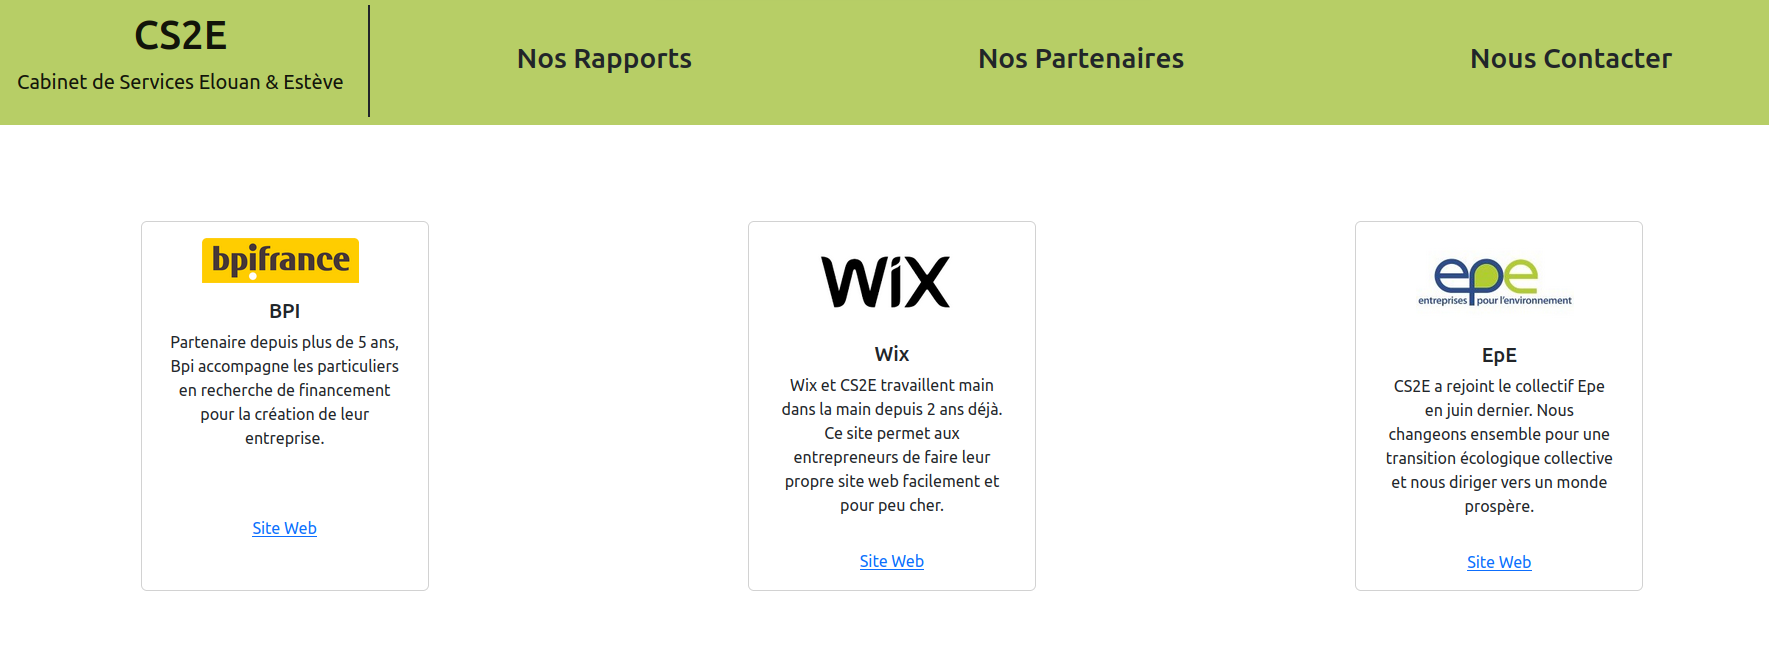 CS2E
Cabinet de Services Elouan & Estève
Nos Rapports
Nos Partenaires
Nous Contacter
bpifrance
BPI
Partenaire depuis plus de 5 ans,
Bpi accompagne les particuliers
en recherche de financement
pour la création de leur
entreprise.
Site Web
WiX
Wix
Wix et CS2E travaillent main
dans la main depuis 2 ans déjà.
Ce site permet aux
entrepreneurs de faire leur
propre site web facilement et
pour peu cher.
Site Web
epe
entreprises pour l'environnement
EpE
CS2E a rejoint le collectif Epe
en juin dernier. Nous
changeons ensemble pour une
transition écologique collective
et nous diriger vers un monde
prospère.
Site Web